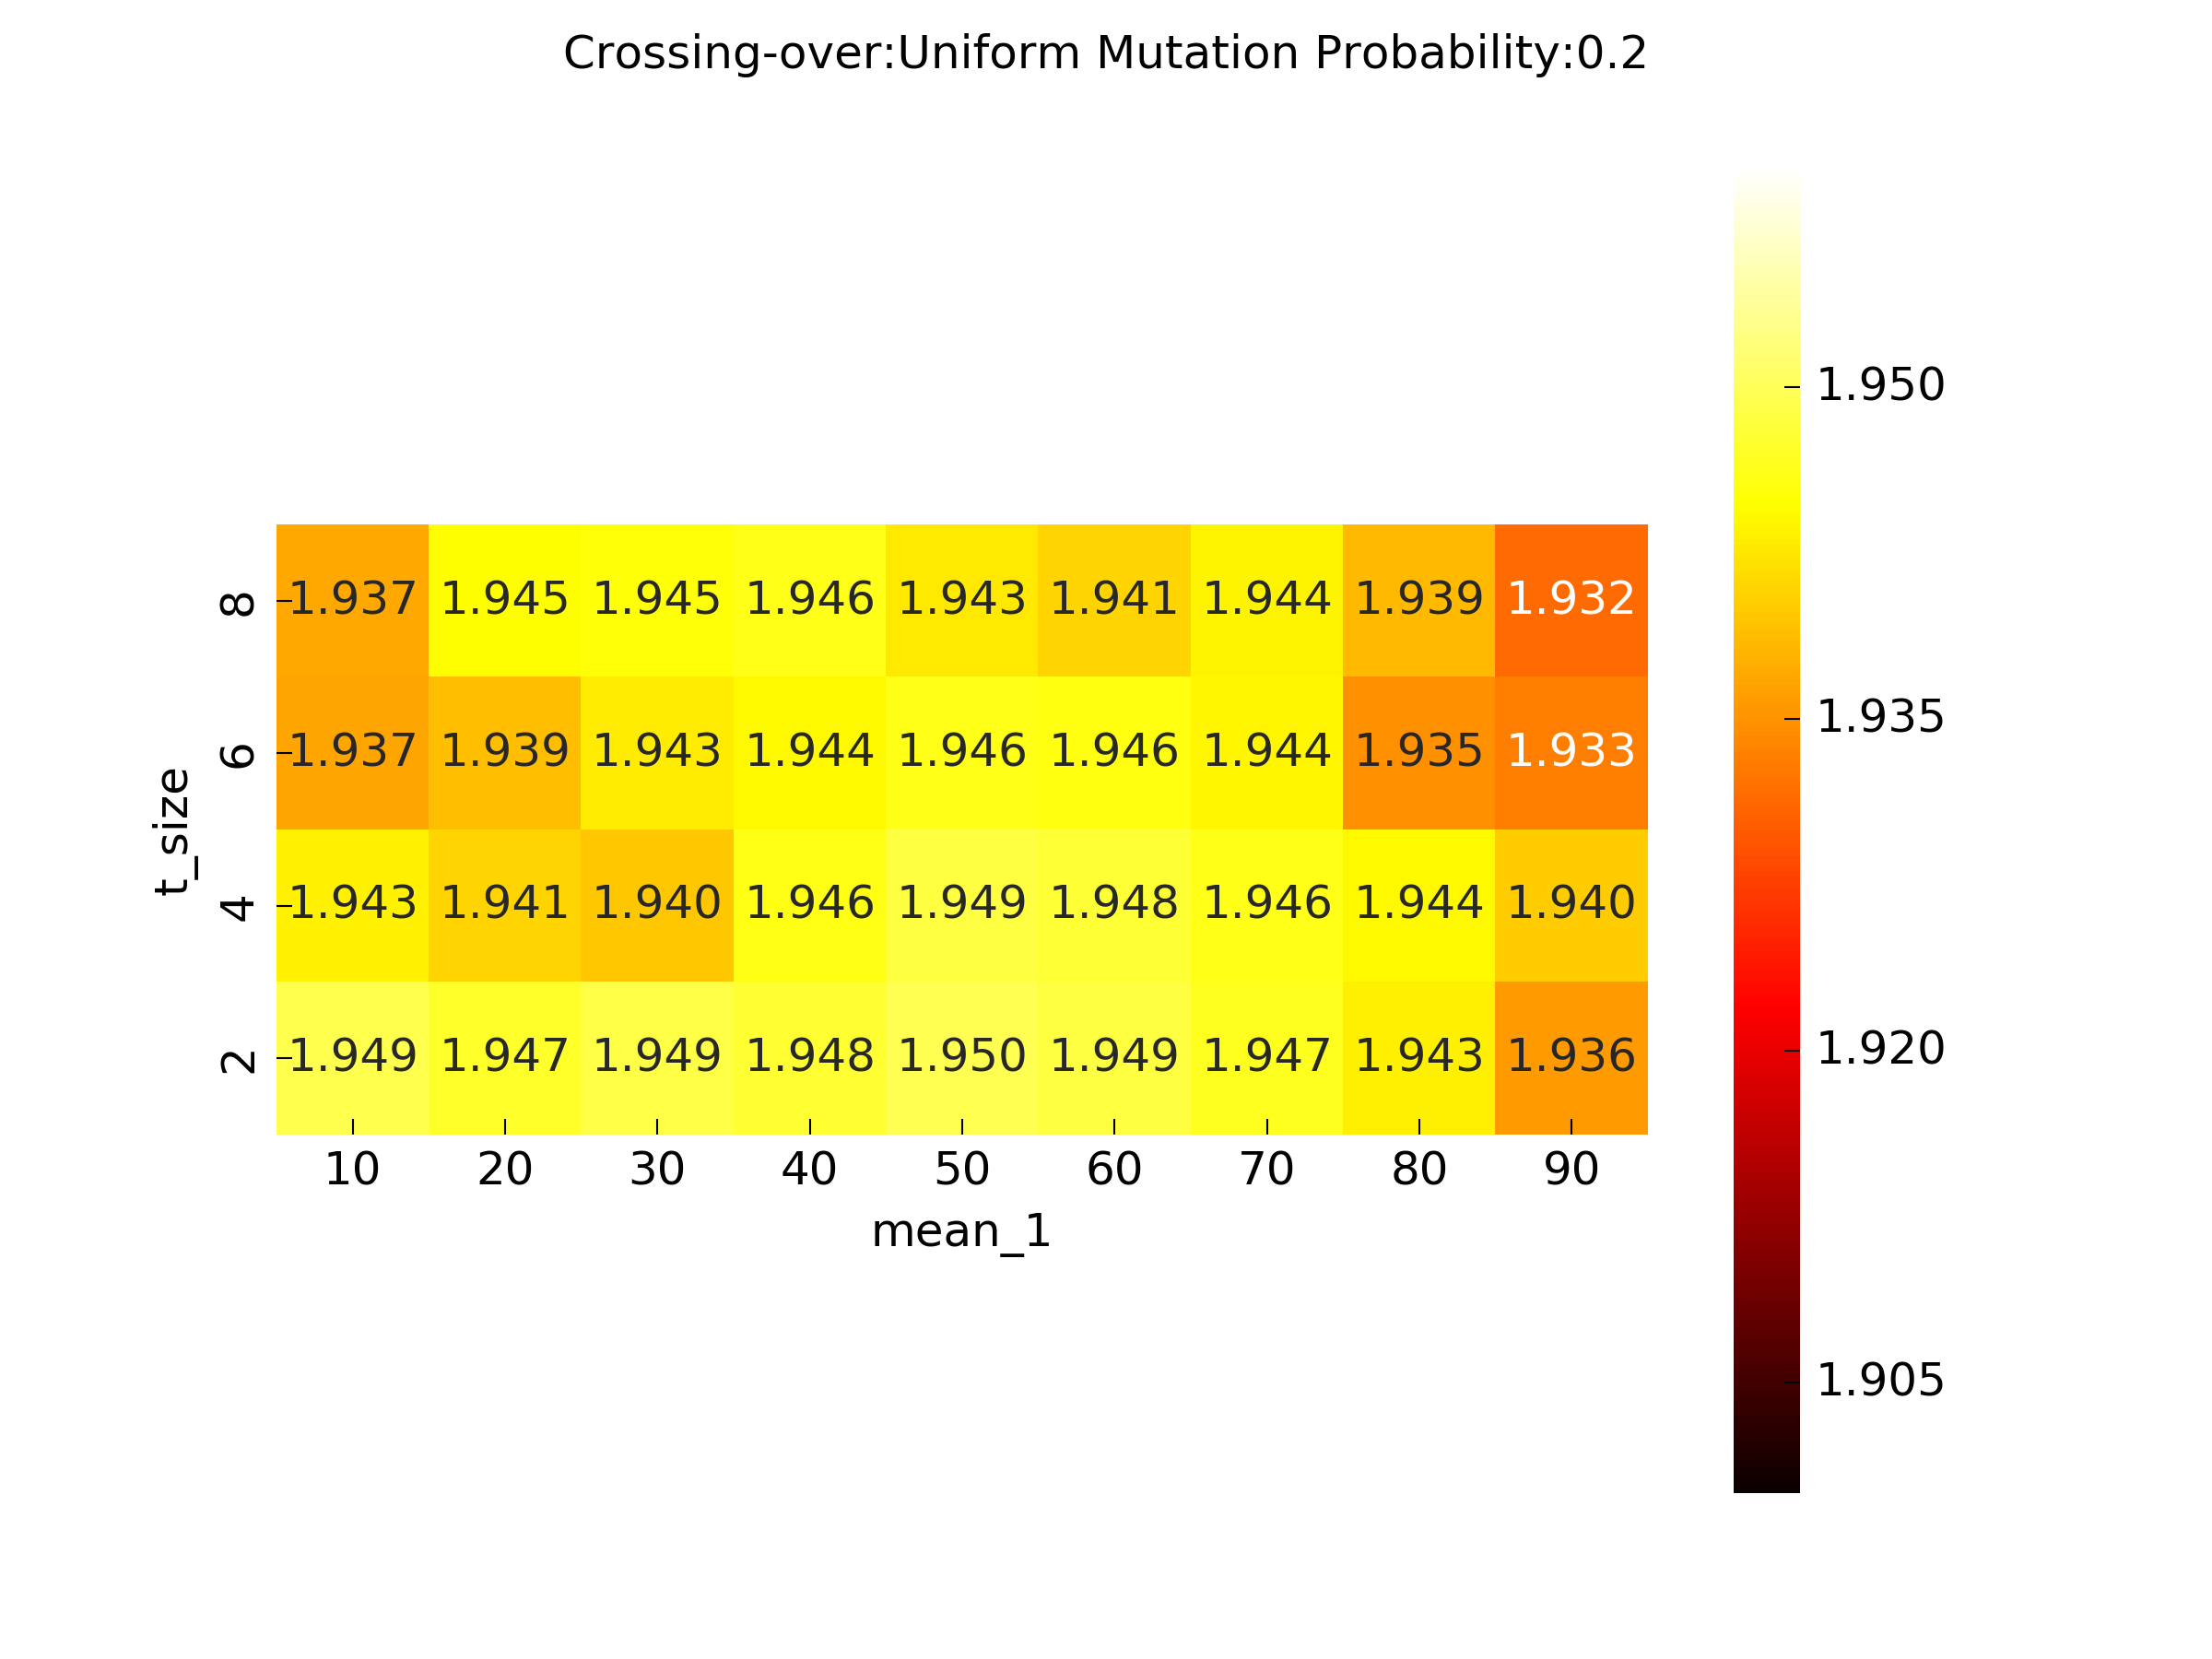 Crossing-over:Uniform Mutation Probability:0.2
8 1.937 1.945 1.945 1.946 1.943 1.941 1.944 1.939 1.932
6 1.937 1.939 1.943 1.944 1.946 1.946 1.944 1.935 1.933
4 1.943 1.941 1.940 1.946 1.949 1.948 1.946 1.944 1.940
2 1.949 1.947 1.949 1.948 1.950 1.949 1.947 1.943 1.936
t_size
10 20 30 40 50 60 70 80 90
mean_1
1.950
1.935
1.920
1.905